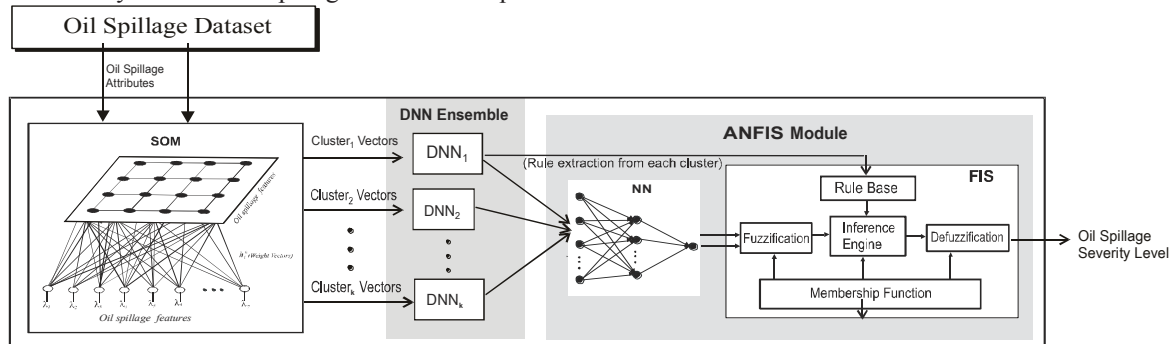 Oil Spillage Dataset
Oil Spillage
Attributes
SOM
Oil spillage features
(Weight Vectors)
Oil spillage features
Cluster1 Vectors
Cluster2 Vectors
Clusterk Vectors
DNN Ensemble
DNN1
DNN2
DNNk
ANFIS Module
(Rule extraction from each cluster)
NN
FIS
Rule Base
Fuzzification
Inference
Engine
Defuzzification
Membership Function
Oil Spillage
Severity Level